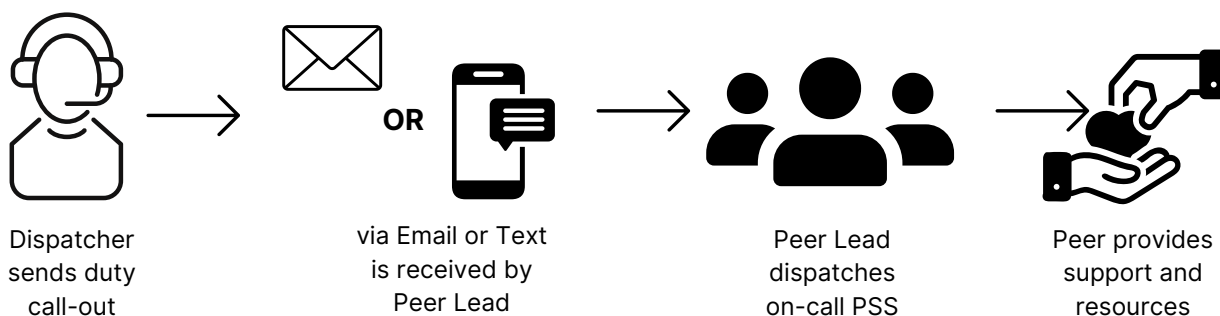 OR
Dispatcher
sends duty
call-out
via Email or Text
is received by
Peer Lead
Peer Lead
dispatches
on-call PSS
Peer provides
support and
resources